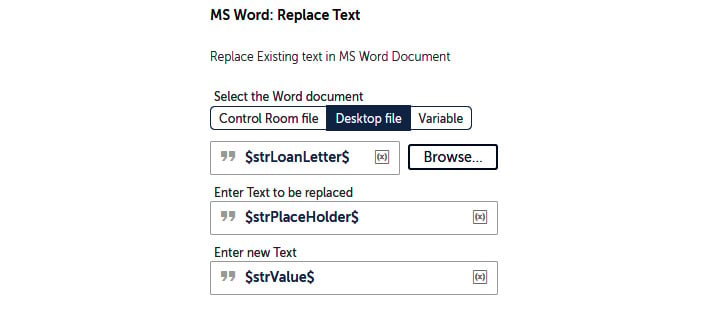 MS Word: Replace Text
Replace Existing text in MS Word Document
Select the Word document
Control Room file Desktop file Variable
" $strLoanLetter$ (x) Browse...
Enter Text to be replaced
" $strPlaceHolder$ (x)
Enter new Text
" $strValue$ (x)